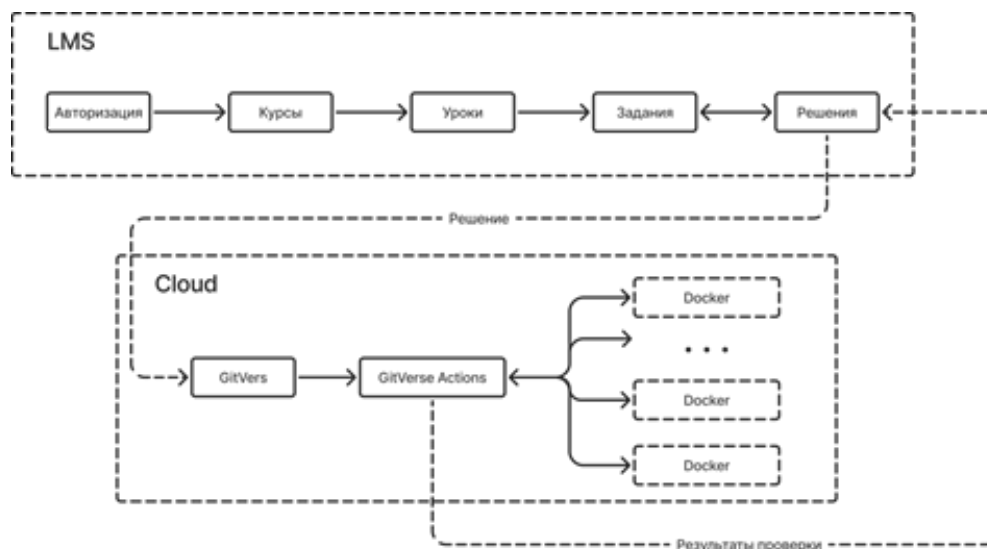 LMS
Авторизация
Курсы
Уроки
Задания
Решения
Решение
Cloud
Docker
. . .
GitVers
GitVerse Actions
Docker
Docker
Результаты проверки